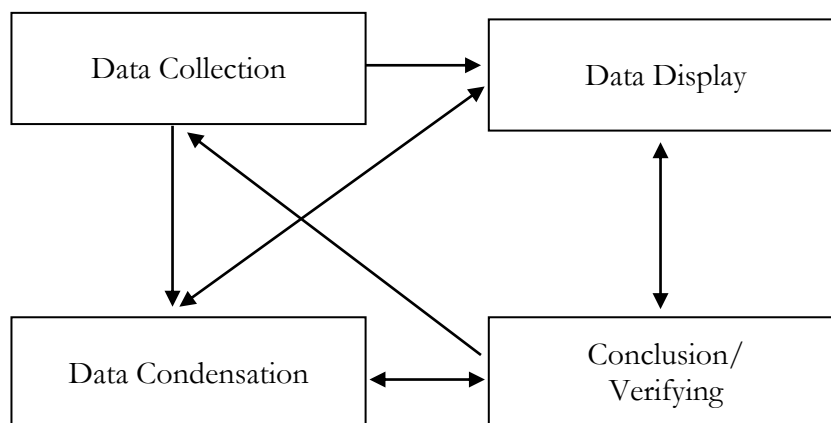 Data Collection
Data Display
Data Condensation
Conclusion/
Verifying